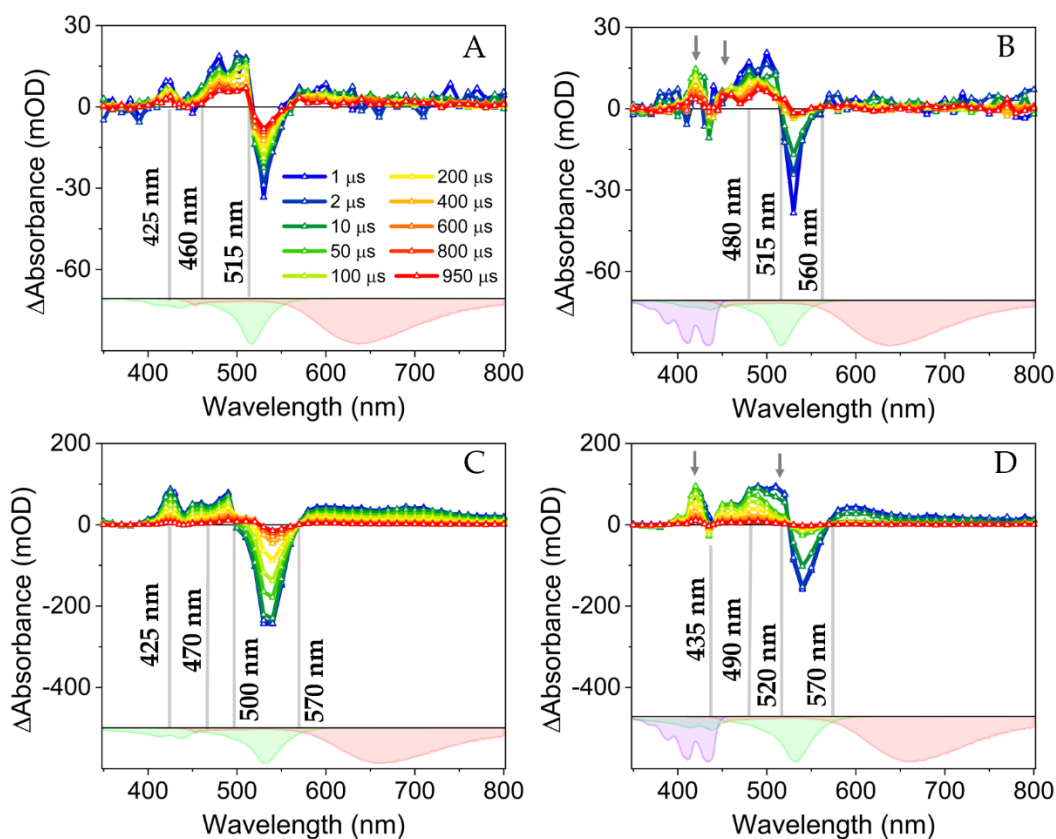 A
ΔAbsorbance (mOD)
30
0
-30
-60
425 nm
460 nm
515 nm
1 µs
2 µs
10 µs
50 µs
100 µs
200 µs
400 µs
600 µs
800 µs
950 µs
400 500 600 700 800
Wavelength (nm)
B
ΔAbsorbance (mOD)
30
0
-30
-60
480 nm
515 nm
560 nm
400 500 600 700 800
Wavelength (nm)
C
ΔAbsorbance (mOD)
200
0
-200
-400
425 nm
470 nm
500 nm
570 nm
400 500 600 700 800
Wavelength (nm)
D
ΔAbsorbance (mOD)
200
0
-200
-400
435 nm
490 nm
520 nm
570 nm
400 500 600 700 800
Wavelength (nm)